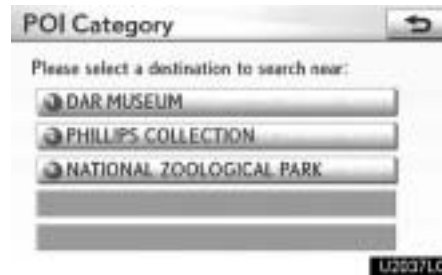 POI Category
Please select a destination to search near:
DAR MUSEUM
PHILLIPS COLLECTION
NATIONAL ZOOLOGICAL PARK
U2037LC